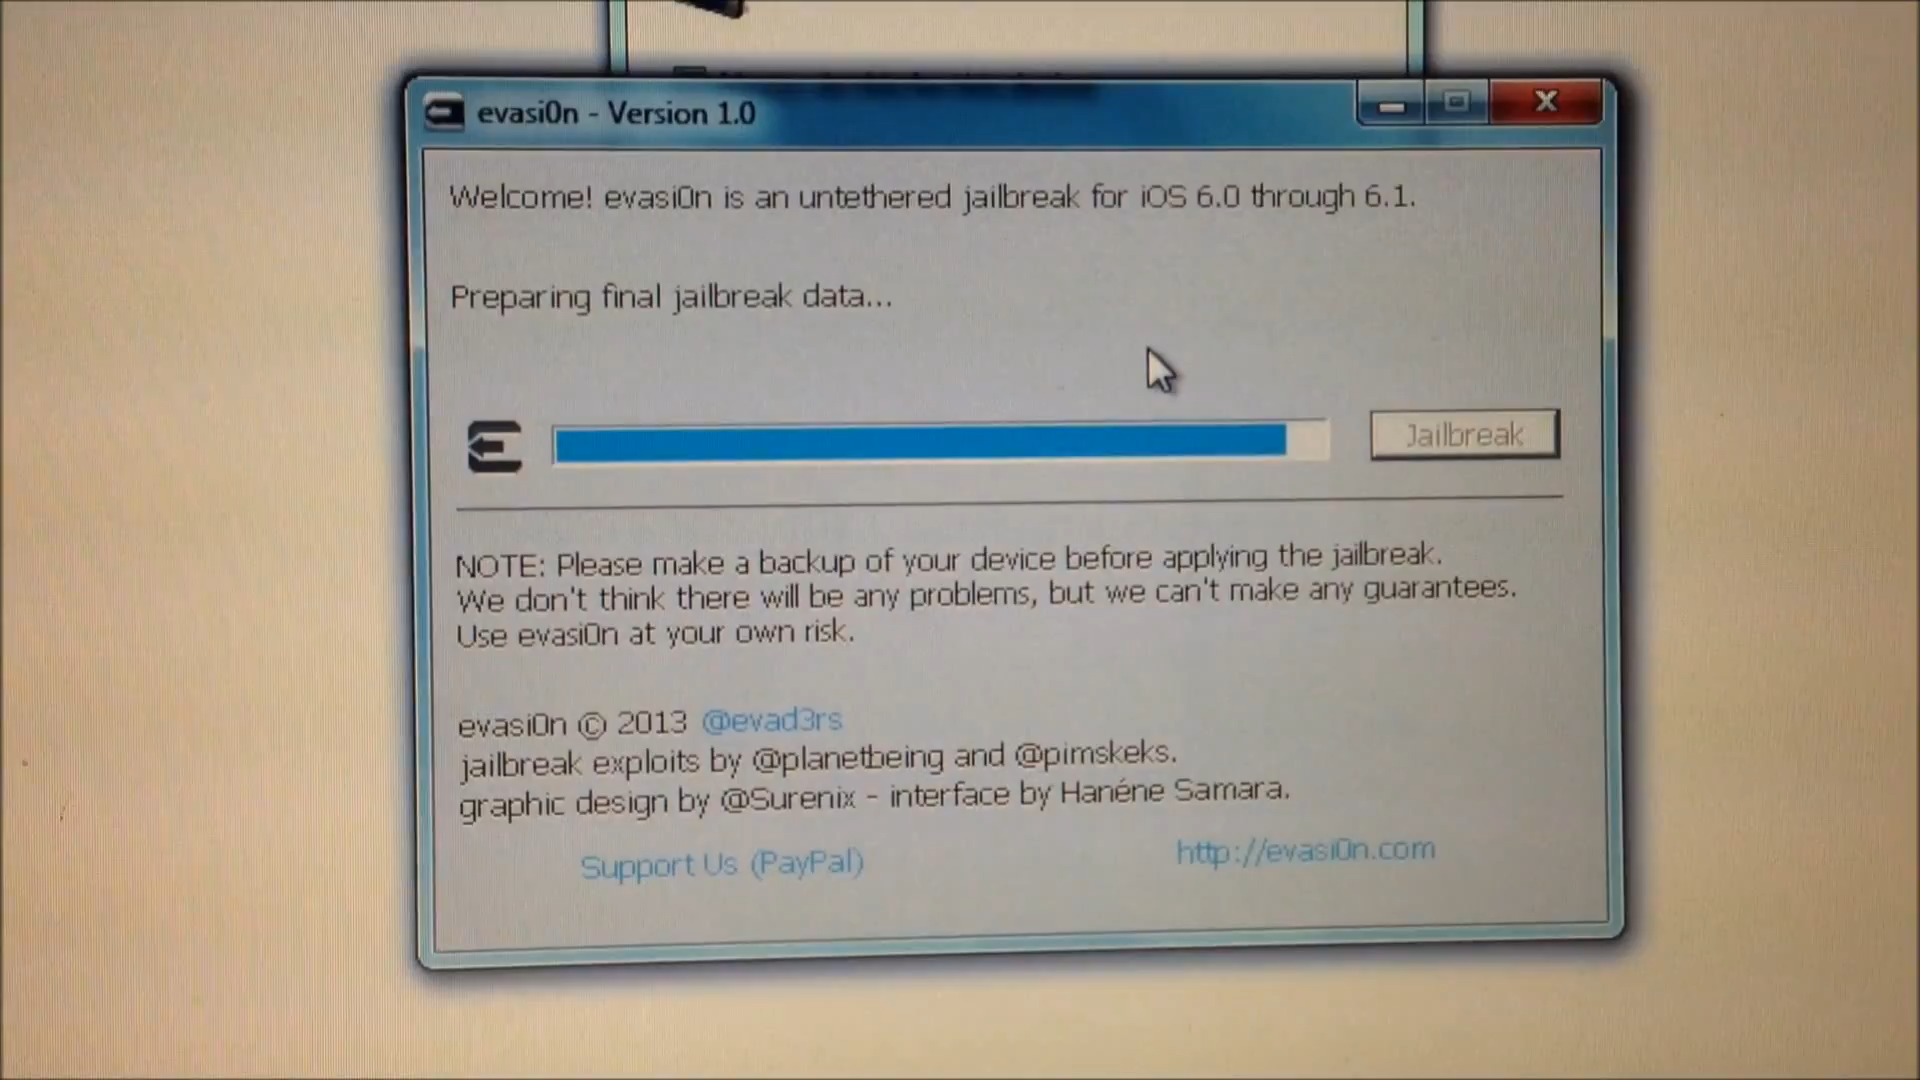 evasi0n - Version 1.0
Welcome! evasi0n is an untethered jailbreak for iOS 6.0 through 6.1.
Preparing final jailbreak data...
Jailbreak
NOTE: Please make a backup of your device before applying the jailbreak.
We don't think there will be any problems, but we can't make any guarantees.
Use evasi0n at your own risk.
evasi0n © 2013 @evad3rs
jailbreak exploits by @planetbeing and @pimskeks.
graphic design by @Surenix - interface by Hanéne Samara.
Support Us (PayPal)
http://evasi0n.com